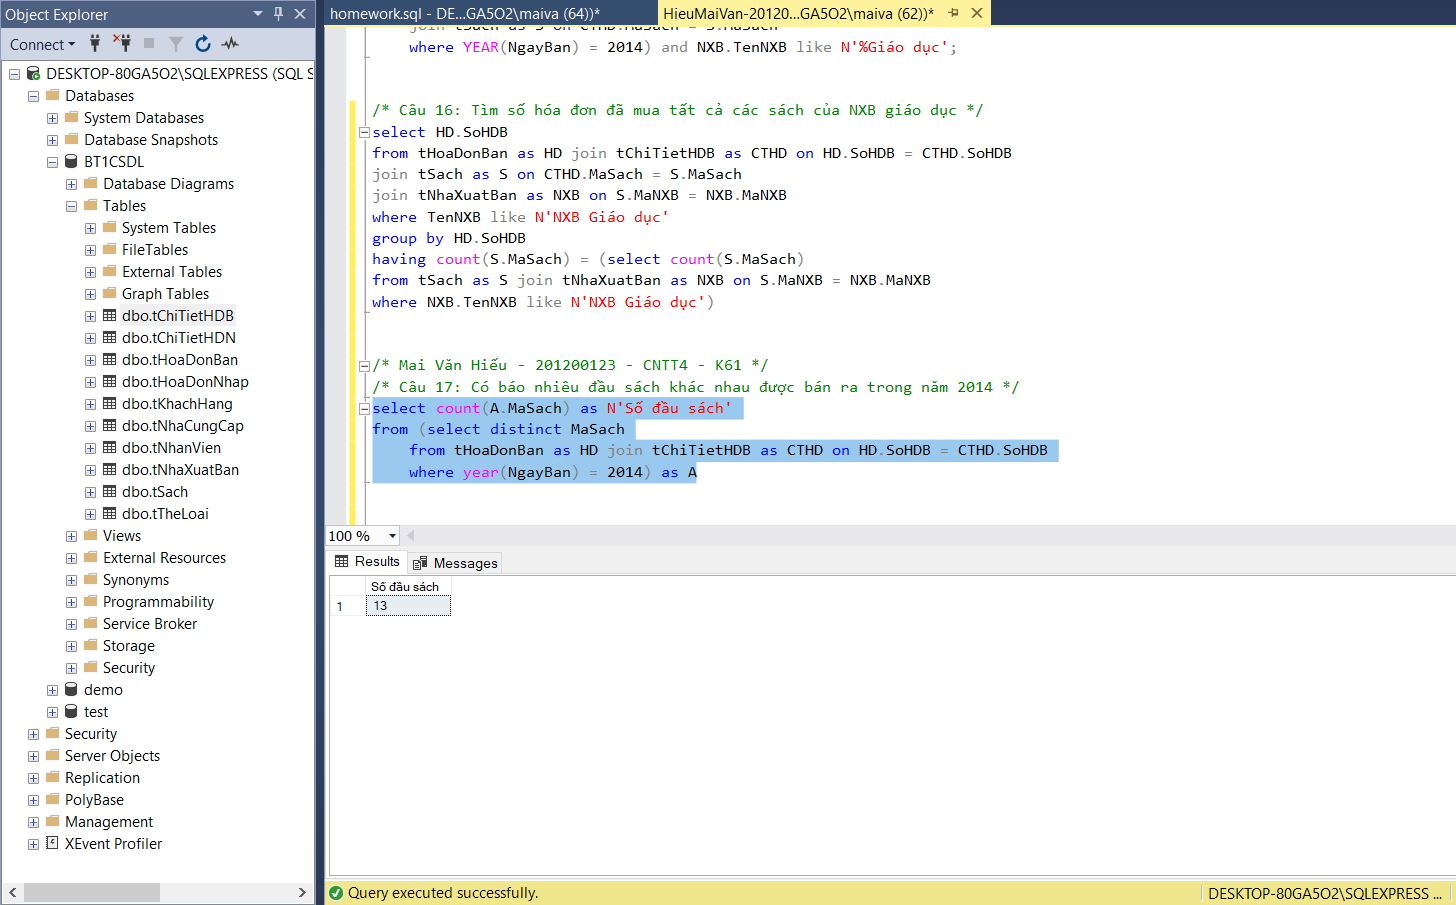 Object Explorer
Connect
DESKTOP-80GA5O2\SQLEXPRESS (SQL S
Databases
System Databases
Database Snapshots
BT1CSDL
Database Diagrams
Tables
System Tables
FileTables
External Tables
Graph Tables
dbo.tChiTietHDB
dbo.tChiTietHDN
dbo.tHoaDonBan
dbo.tHoaDonNhap
dbo.tKhachHang
dbo.tNhaCungCap
dbo.tNhanVien
dbo.tNhaXuatBan
dbo.tSach
dbo.tTheLoai
Views
External Resources
Synonyms
Programmability
Service Broker
Storage
Security
demo
test
Security
Server Objects
Replication
PolyBase
Management
XEvent Profiler
homework.sql - DE...GA5O2\maiva (64))*
HieuMaiVan-20120...GA5O2\maiva (62))*
join tSach as S on CTHD.MaSach = S.MaSach
where YEAR(NgayBan) = 2014) and NXB.TenNXB like N'%Giáo dục';
/* Câu 16: Tìm số hóa đơn đã mua tất cả các sách của NXB giáo dục */
select HD.SoHDB
from tHoaDonBan as HD join tChiTietHDB as CTHD on HD.SoHDB = CTHD.SoHDB
join tSach as S on CTHD.MaSach = S.MaSach
join tNhaXuatBan as NXB on S.MaNXB = NXB.MaNXB
where TenNXB like N'NXB Giáo dục'
group by HD.SoHDB
having count(S.MaSach) = (select count(S.MaSach)
from tSach as S join tNhaXuatBan as NXB on S.MaNXB = NXB.MaNXB
where NXB.TenNXB like N'NXB Giáo dục')
/* Mai Văn Hiếu - 201200123 - CNTT4 - K61 */
/* Câu 17: Có báo nhiêu đầu sách khác nhau được bán ra trong năm 2014 */
select count(A.MaSach) as N'Số đầu sách'
from (select distinct MaSach
from tHoaDonBan as HD join tChiTietHDB as CTHD on HD.SoHDB = CTHD.SoHDB
where year(NgayBan) = 2014) as A
100 %
Results
Messages
Số đầu sách
1 13
Query executed successfully.
DESKTOP-80GA5O2\SQLEXPRESS ...